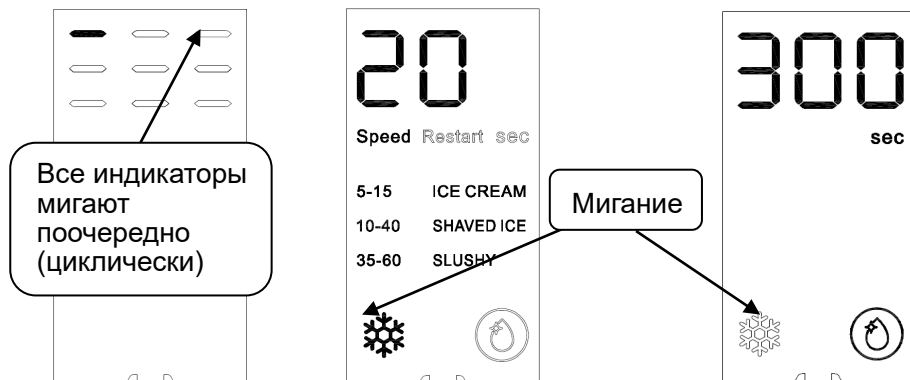 20
Speed Restart sec
5-15 ICE CREAM
10-40 SHAVED ICE
35-60 SLUSHY
300
sec
Все индикаторы
мигают
поочередно
(циклически)
Мигание